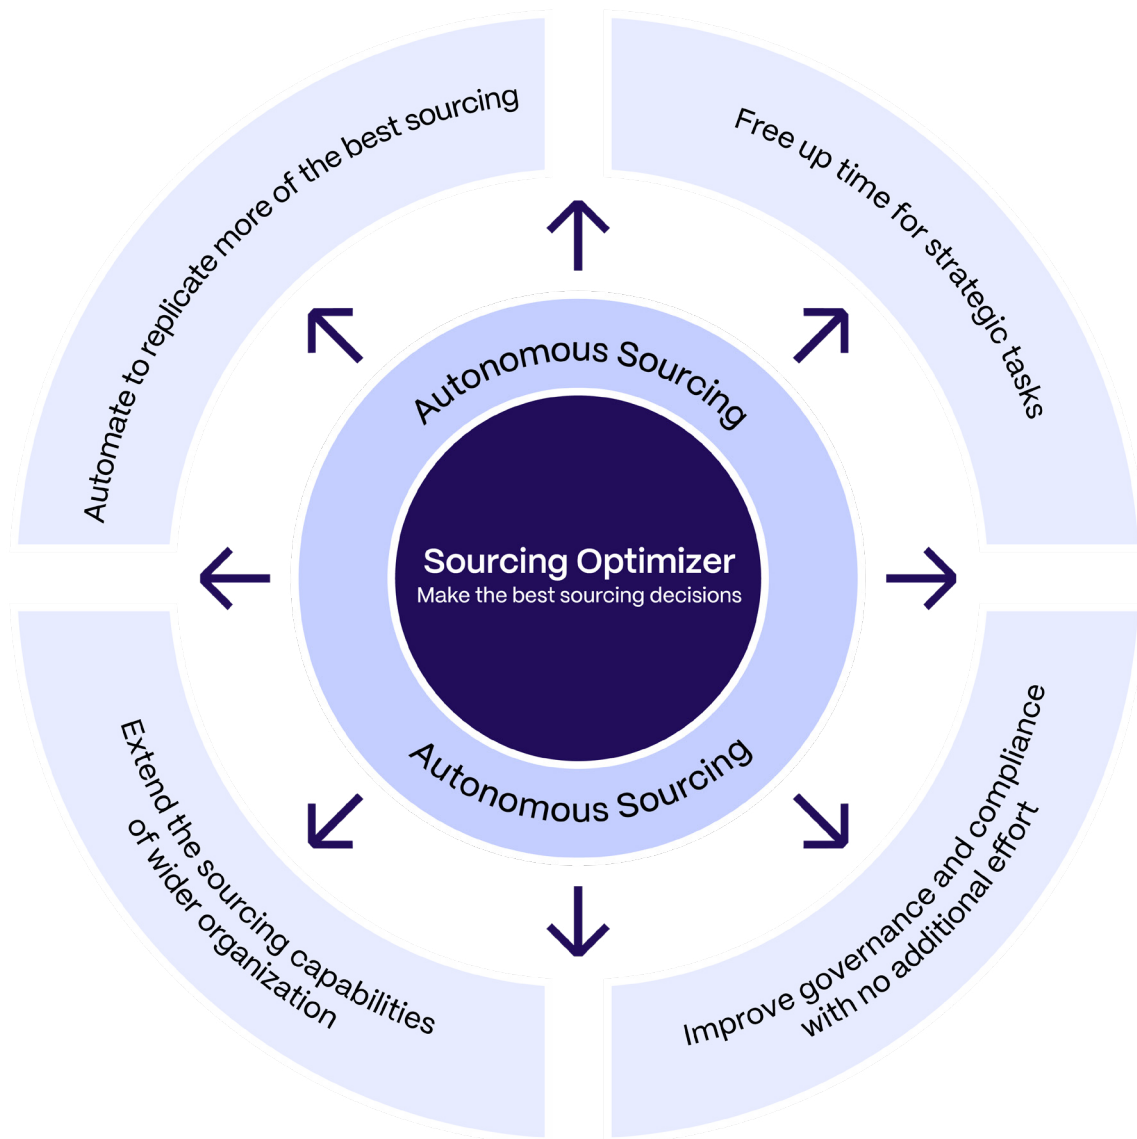 Automate to replicate more of the best sourcing
Free up time for strategic tasks
Autonomous Sourcing
Sourcing Optimizer
Make the best sourcing decisions
Autonomous Sourcing
Extend the sourcing capabilities
of wider organization
Improve governance and compliance
with no additional effort